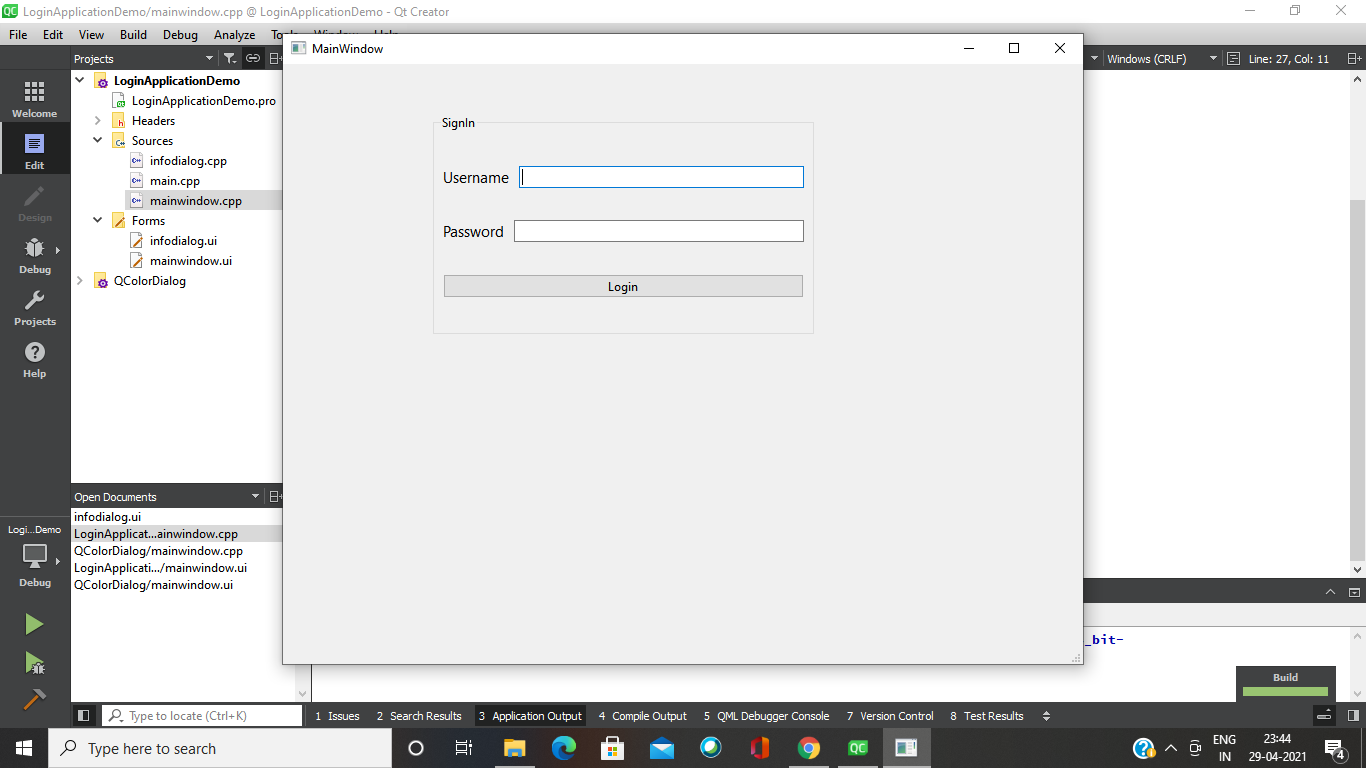 LoginApplicationDemo/mainwindow.cpp @ LoginApplicationDemo - Qt Creator
File Edit View Build Debug Analyze
MainWindow
Projects
Windows (CRLF)
Line: 27, Col: 11
Welcome
Edit
Design
Debug
Projects
Help
LoginApplicationDemo
LoginApplicationDemo.pro
Headers
Sources
infodialog.cpp
main.cpp
mainwindow.cpp
Forms
infodialog.ui
mainwindow.ui
QColorDialog
SignIn
Username
Password
Login
Open Documents
infodialog.ui
LoginApplicat...ainwindow.cpp
QColorDialog/mainwindow.cpp
LoginApplicati.../mainwindow.ui
QColorDialog/mainwindow.ui
Logi...Demo
Debug
_bit-
Build
Type to locate (Ctrl+K)
1 Issues 2 Search Results 3 Application Output 4 Compile Output 5 QML Debugger Console 7 Version Control 8 Test Results
Type here to search
ENG
IN
23:44
29-04-2021
4